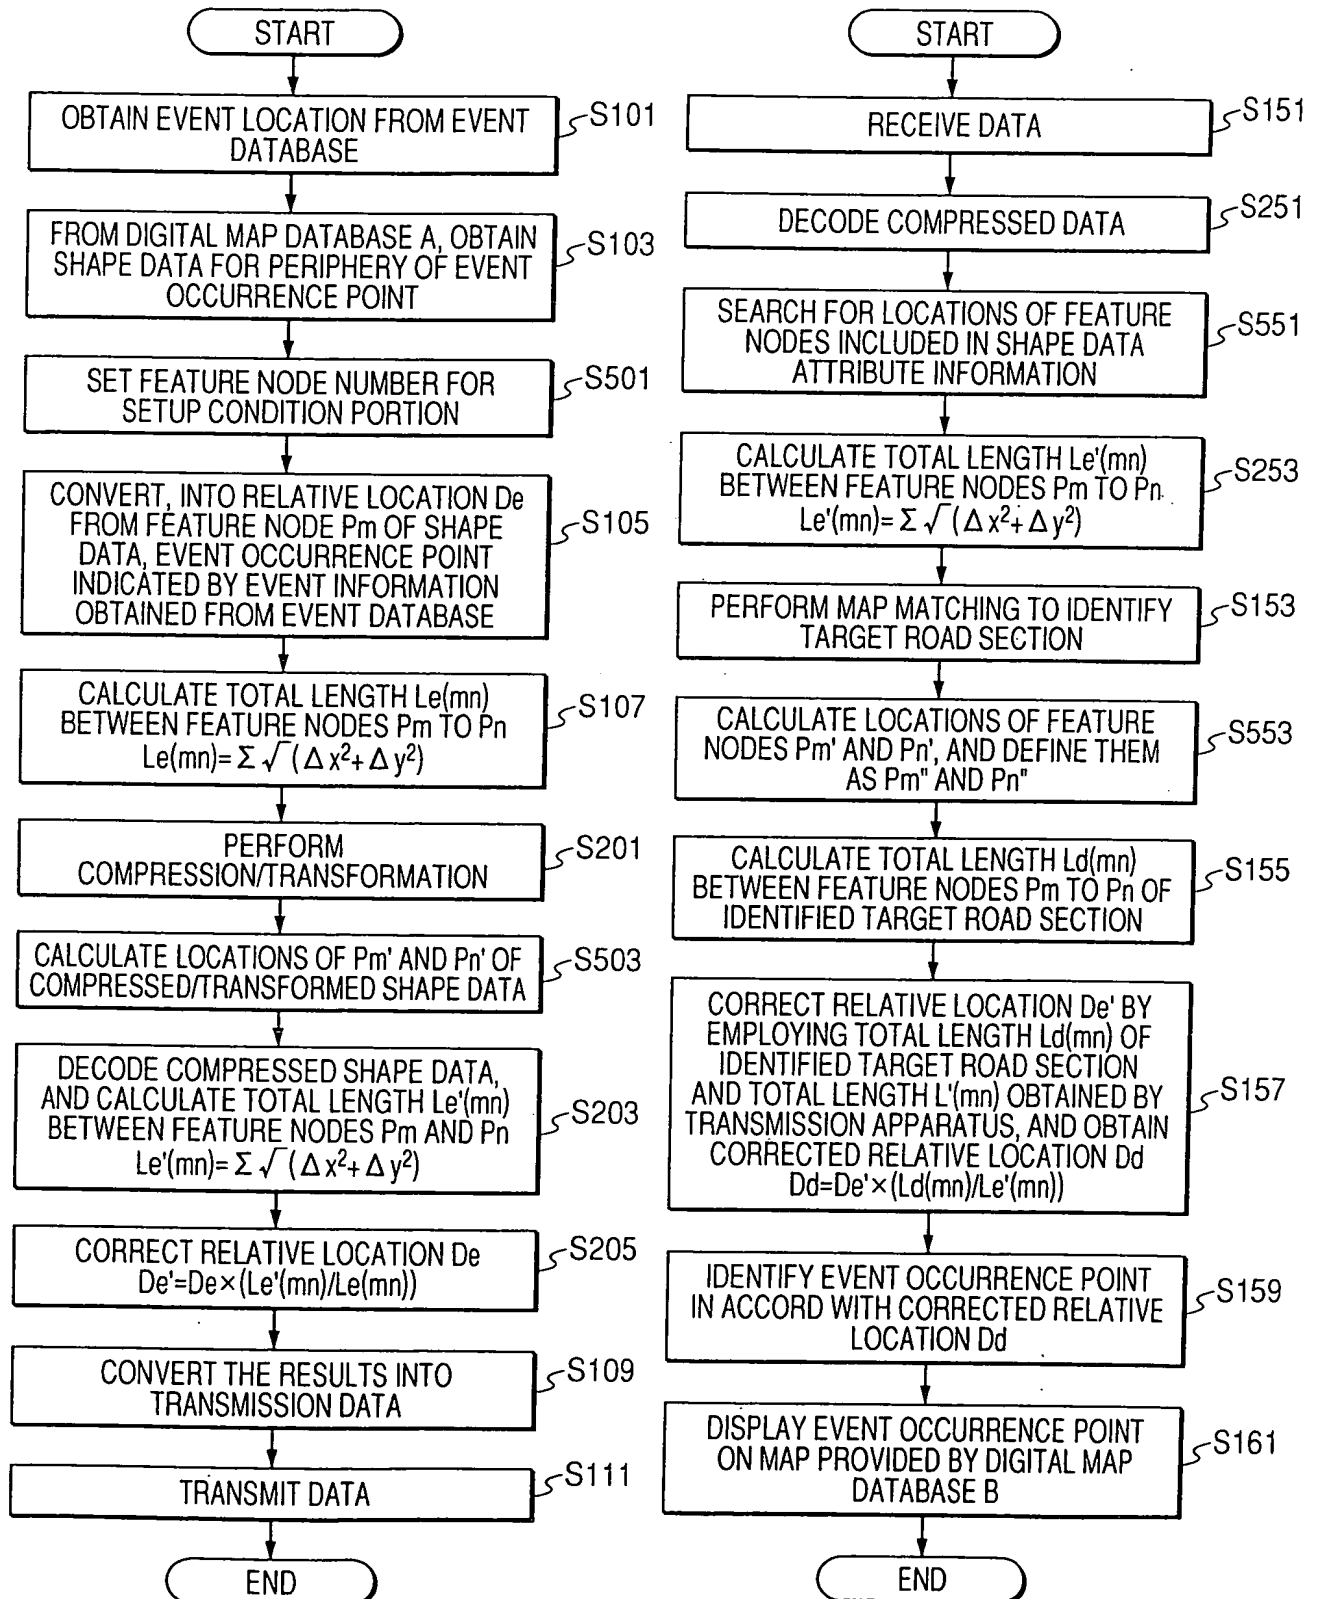 START
OBTAIN EVENT LOCATION FROM EVENT
DATABASE
S101
FROM DIGITAL MAP DATABASE A, OBTAIN
SHAPE DATA FOR PERIPHERY OF EVENT
OCCURRENCE POINT
S103
SET FEATURE NODE NUMBER FOR
SETUP CONDITION PORTION
S501
CONVERT, INTO RELATIVE LOCATION De
FROM FEATURE NODE Pm OF SHAPE
DATA, EVENT OCCURRENCE POINT
INDICATED BY EVENT INFORMATION
OBTAINED FROM EVENT DATABASE
S105
CALCULATE TOTAL LENGTH Le(mn)
BETWEEN FEATURE NODES Pm TO Pn
Le(mn)=Σ√(Δx²+Δy²)
S107
PERFORM
COMPRESSION/TRANSFORMATION
S201
CALCULATE LOCATIONS OF Pm' AND Pn' OF
COMPRESSED/TRANSFORMED SHAPE DATA
S503
DECODE COMPRESSED SHAPE DATA,
AND CALCULATE TOTAL LENGTH Le'(mn)
BETWEEN FEATURE NODES Pm AND Pn
Le'(mn)=Σ√(Δx²+Δy²)
S203
CORRECT RELATIVE LOCATION De
De'=De×(Le'(mn)/Le(mn))
S205
CONVERT THE RESULTS INTO
TRANSMISSION DATA
S109
TRANSMIT DATA
S111
END
START
RECEIVE DATA
S151
DECODE COMPRESSED DATA
S251
SEARCH FOR LOCATIONS OF FEATURE
NODES INCLUDED IN SHAPE DATA
ATTRIBUTE INFORMATION
S551
CALCULATE TOTAL LENGTH Le'(mn)
BETWEEN FEATURE NODES Pm TO Pn
Le'(mn)=Σ√(Δx²+Δy²)
S253
PERFORM MAP MATCHING TO IDENTIFY
TARGET ROAD SECTION
S153
CALCULATE LOCATIONS OF FEATURE
NODES Pm' AND Pn', AND DEFINE THEM
AS Pm" AND Pn"
S553
CALCULATE TOTAL LENGTH Ld(mn)
BETWEEN FEATURE NODES Pm TO Pn OF
IDENTIFIED TARGET ROAD SECTION
S155
CORRECT RELATIVE LOCATION De' BY
EMPLOYING TOTAL LENGTH Ld(mn) OF
IDENTIFIED TARGET ROAD SECTION
AND TOTAL LENGTH L'(mn) OBTAINED BY
TRANSMISSION APPARATUS, AND OBTAIN
CORRECTED RELATIVE LOCATION Dd
Dd=De'×(Ld(mn)/Le'(mn))
S157
IDENTIFY EVENT OCCURRENCE POINT
IN ACCORD WITH CORRECTED RELATIVE
LOCATION Dd
S159
DISPLAY EVENT OCCURRENCE POINT
ON MAP PROVIDED BY DIGITAL MAP
DATABASE B
S161
END